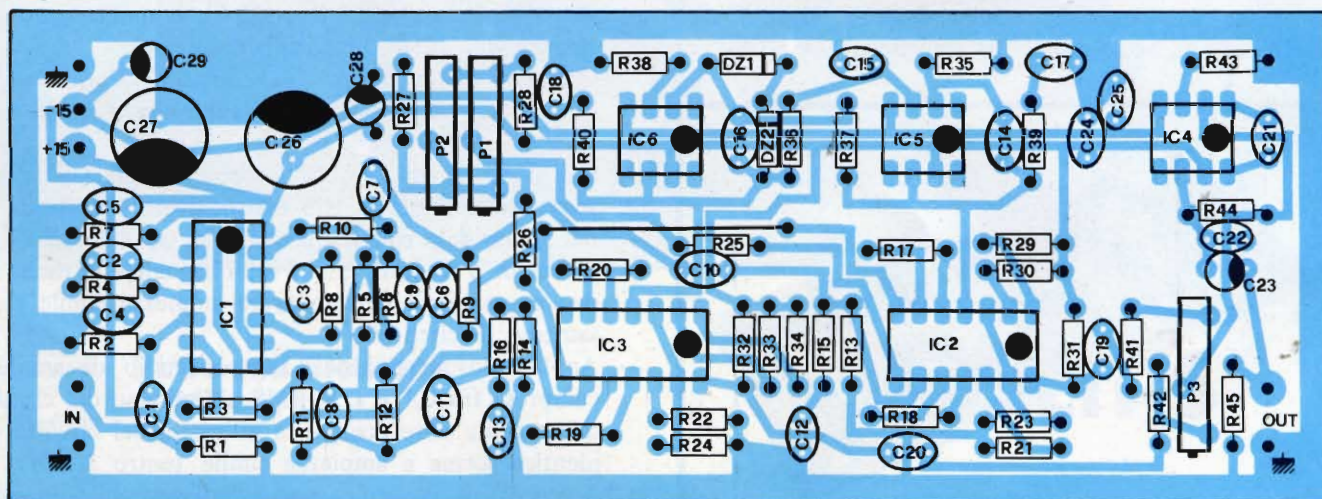 C29
R38
DZ1
C15
R35
C17
R43
-15
C28
R27
R28
C18
C25
C27
C26
P2
P1
R40
IC6
C16
DZ2
R36
R37
IC5
C14
R39
C24
IC4
C21
+15
C7
C5
R7
R10
R26
R44
C2
R25
R17
R29
C22
R4
C3
R8
R5
R6
C9
C6
R9
R20
C10
R30
C23
C4
IC1
R2
R16
R14
IC3
R32
R33
R34
R15
R13
IC2
R31
C19
R41
IN
C1
R3
R11
C8
R12
C11
C13
R22
R18
R23
R42
P3
R45
OUT
R1
R19
R24
C12
C20
R21